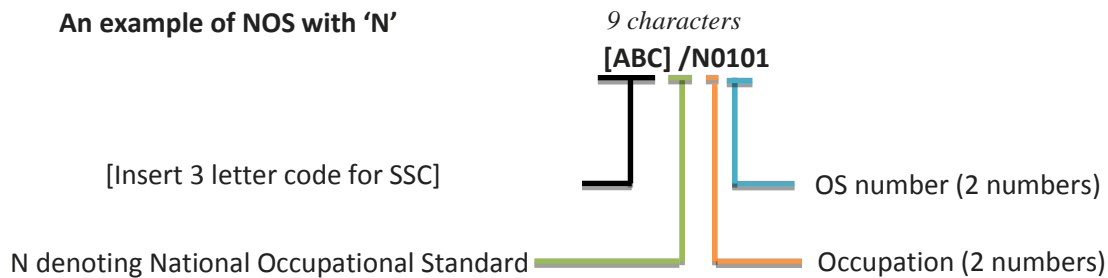 An example of NOS with ‘N’
9 characters
[ABC] /N0101
[Insert 3 letter code for SSC]
OS number (2 numbers)
N denoting National Occupational Standard
Occupation (2 numbers)